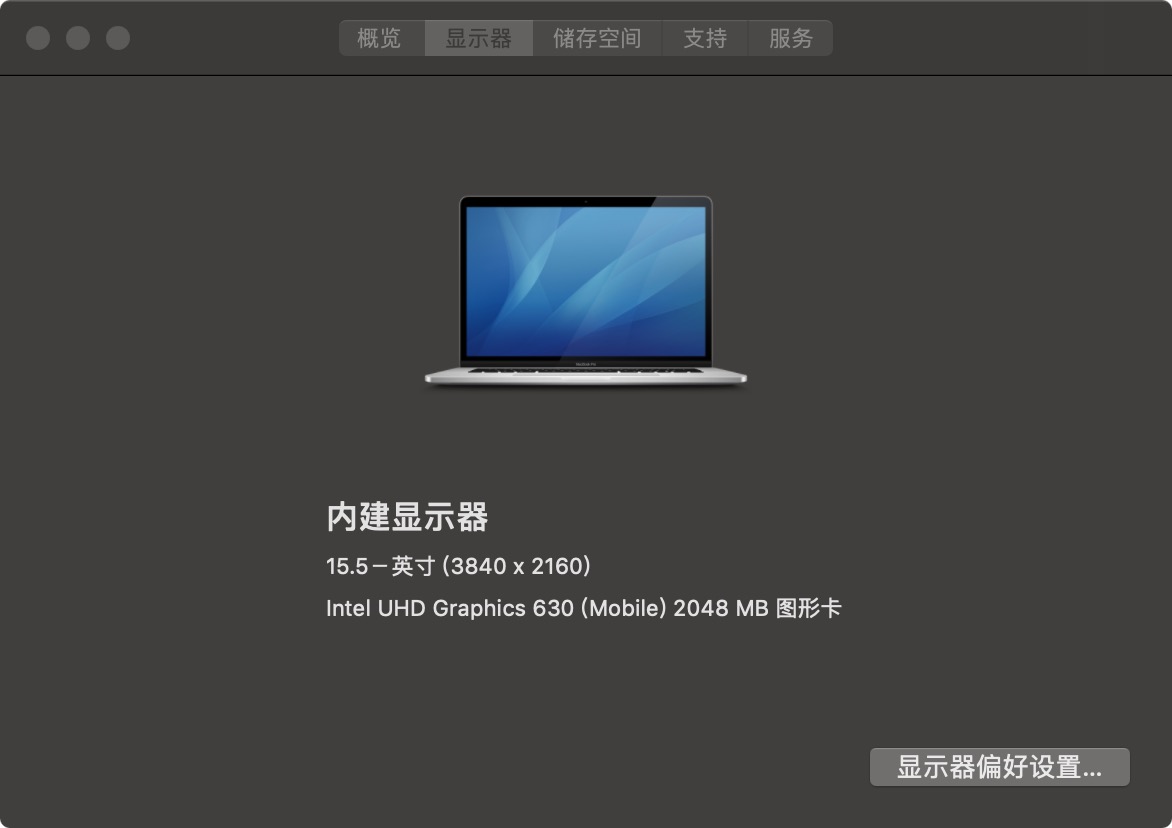 概览 显示器 储存空间 支持 服务
内建显示器
15.5－英寸 (3840 x 2160)
Intel UHD Graphics 630 (Mobile) 2048 MB 图形卡
显示器偏好设置...